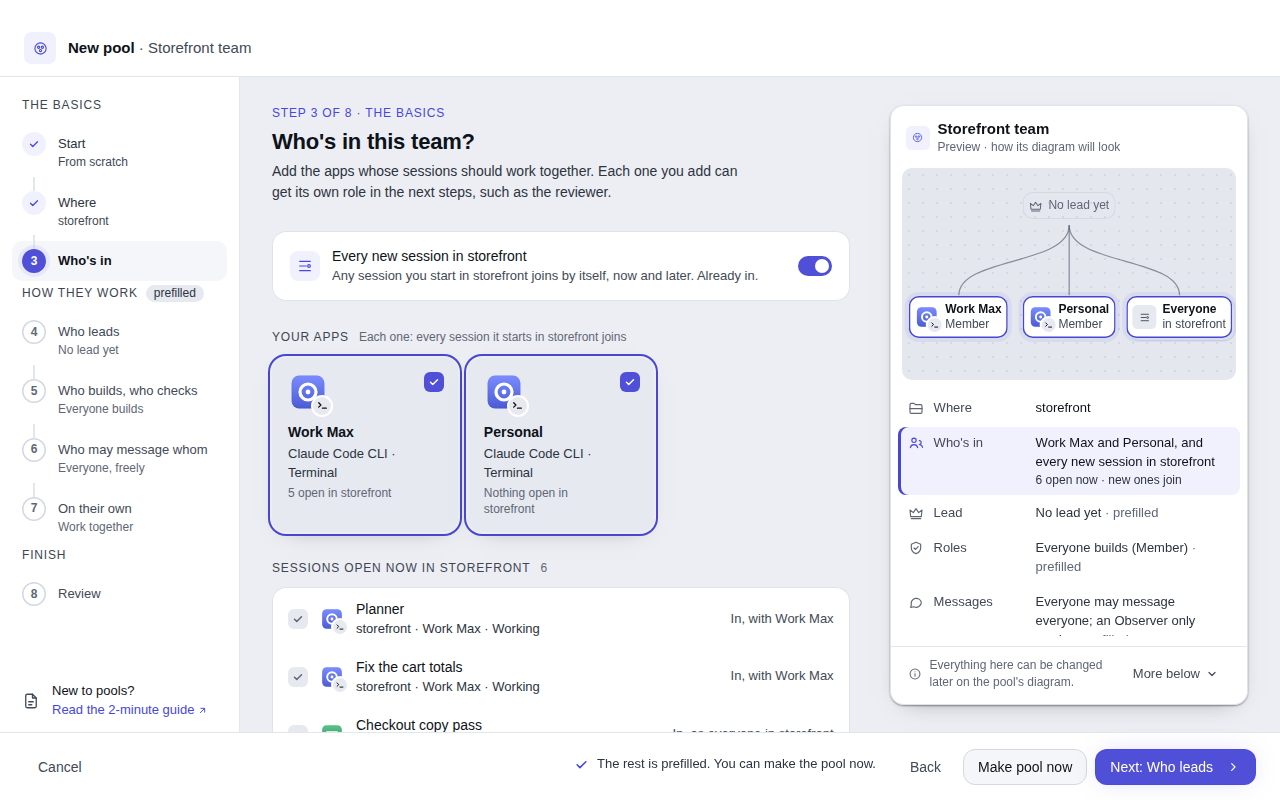 New pool · Storefront team
THE BASICS
Start
From scratch
Where
storefront
3
Who's in
HOW THEY WORK
prefilled
4
Who leads
No lead yet
5
Who builds, who checks
Everyone builds
6
Who may message whom
Everyone, freely
7
On their own
Work together
FINISH
8
Review
New to pools?
Read the 2-minute guide
STEP 3 OF 8 · THE BASICS
Who's in this team?
Add the apps whose sessions should work together. Each one you add can
get its own role in the next steps, such as the reviewer.
Every new session in storefront
Any session you start in storefront joins by itself, now and later. Already in.
YOUR APPS
Each one: every session it starts in storefront joins
Work Max
Claude Code CLI ·
Terminal
5 open in storefront
Personal
Claude Code CLI ·
Terminal
Nothing open in
storefront
SESSIONS OPEN NOW IN STOREFRONT 6
Planner
storefront · Work Max · Working
In, with Work Max
Fix the cart totals
storefront · Work Max · Working
In, with Work Max
Checkout copy pass
Storefront team
Preview · how its diagram will look
No lead yet
Work Max
Member
Personal
Member
Everyone
in storefront
Where
storefront
Who's in
Work Max and Personal, and
every new session in storefront
6 open now · new ones join
Lead
No lead yet · prefilled
Roles
Everyone builds (Member) ·
prefilled
Messages
Everyone may message
everyone; an Observer only
Everything here can be changed
later on the pool's diagram.
More below
Cancel
The rest is prefilled. You can make the pool now.
Back
Make pool now
Next: Who leads